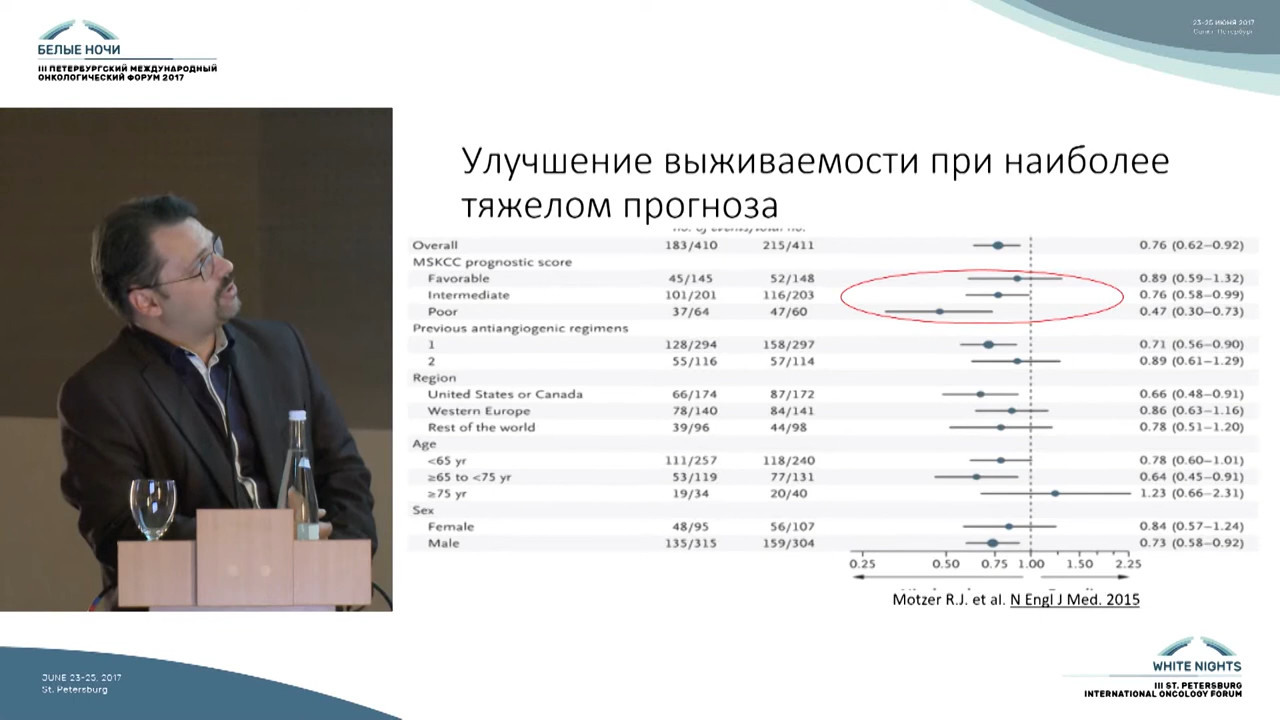 БЕЛЫЕ НОЧИ
III ПЕТЕРБУРГСКИЙ МЕЖДУНАРОДНЫЙ
ОНКОЛОГИЧЕСКИЙ ФОРУМ 2017
23-25 ИЮНЯ 2017
Санкт-Петербург
Улучшение выживаемости при наиболее
тяжелом прогноза
no. of events/total no.
Overall 183/410 215/411 0.76 (0.62–0.92)
MSKCC prognostic score
Favorable 45/145 52/148 0.89 (0.59–1.32)
Intermediate 101/201 116/203 0.76 (0.58–0.99)
Poor 37/64 47/60 0.47 (0.30–0.73)
Previous antiangiogenic regimens
1 128/294 158/297 0.71 (0.56–0.90)
2 55/116 57/114 0.89 (0.61–1.29)
Region
United States or Canada 66/174 87/172 0.66 (0.48–0.91)
Western Europe 78/140 84/141 0.86 (0.63–1.16)
Rest of the world 39/96 44/98 0.78 (0.51–1.20)
Age
<65 yr 111/257 118/240 0.78 (0.60–1.01)
≥65 to <75 yr 53/119 77/131 0.64 (0.45–0.91)
≥75 yr 19/34 20/40 1.23 (0.66–2.31)
Sex
Female 48/95 56/107 0.84 (0.57–1.24)
Male 135/315 159/304 0.73 (0.58–0.92)
0.25 0.50 0.75 1.00 1.50 2.25
Motzer R.J. et al. N Engl J Med. 2015
JUNE 23-25, 2017
St. Petersburg
WHITE NIGHTS
III ST. PETERSBURG
INTERNATIONAL ONCOLOGY FORUM